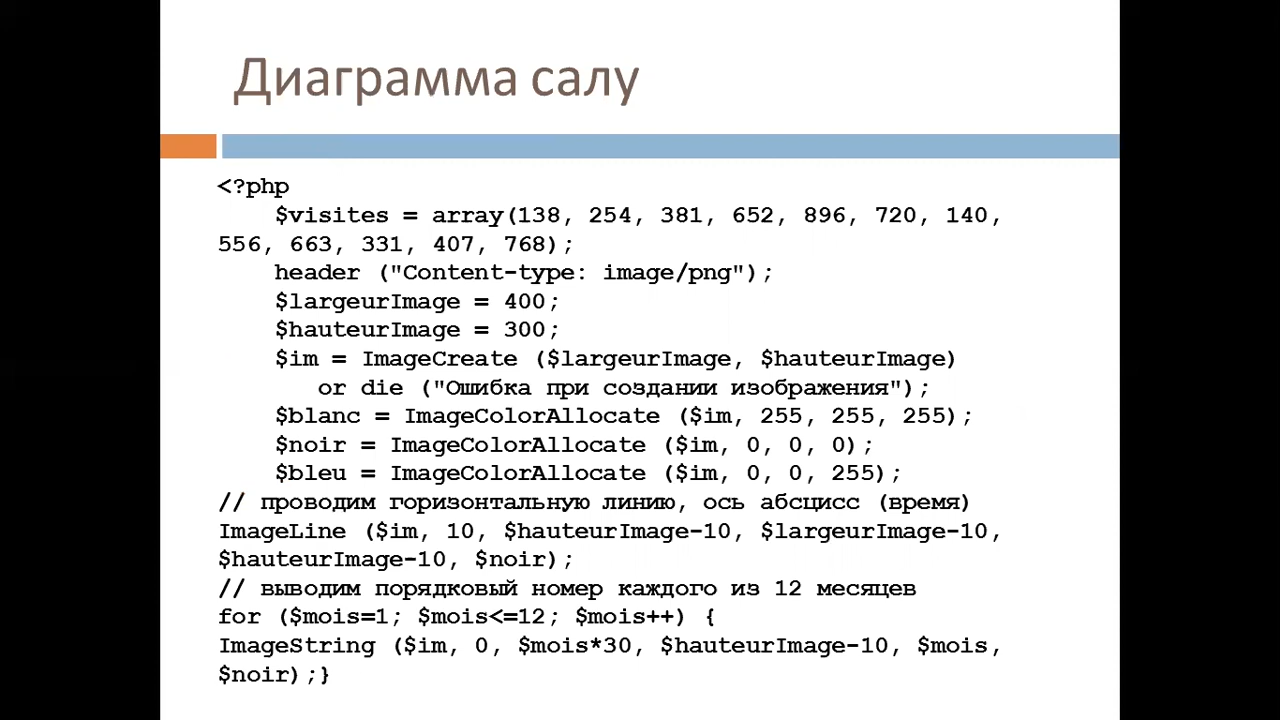 Диаграмма салу
<?php
$visites = array(138, 254, 381, 652, 896, 720, 140,
556, 663, 331, 407, 768);
header ("Content-type: image/png");
$largeurImage = 400;
$hauteurImage = 300;
$im = ImageCreate ($largeurImage, $hauteurImage)
or die ("Ошибка при создании изображения");
$blanc = ImageColorAllocate ($im, 255, 255, 255);
$noir = ImageColorAllocate ($im, 0, 0, 0);
$bleu = ImageColorAllocate ($im, 0, 0, 255);
// проводим горизонтальную линию, ось абсцисс (время)
ImageLine ($im, 10, $hauteurImage-10, $largeurImage-10,
$hauteurImage-10, $noir);
// выводим порядковый номер каждого из 12 месяцев
for ($mois=1; $mois<=12; $mois++) {
ImageString ($im, 0, $mois*30, $hauteurImage-10, $mois,
$noir);}